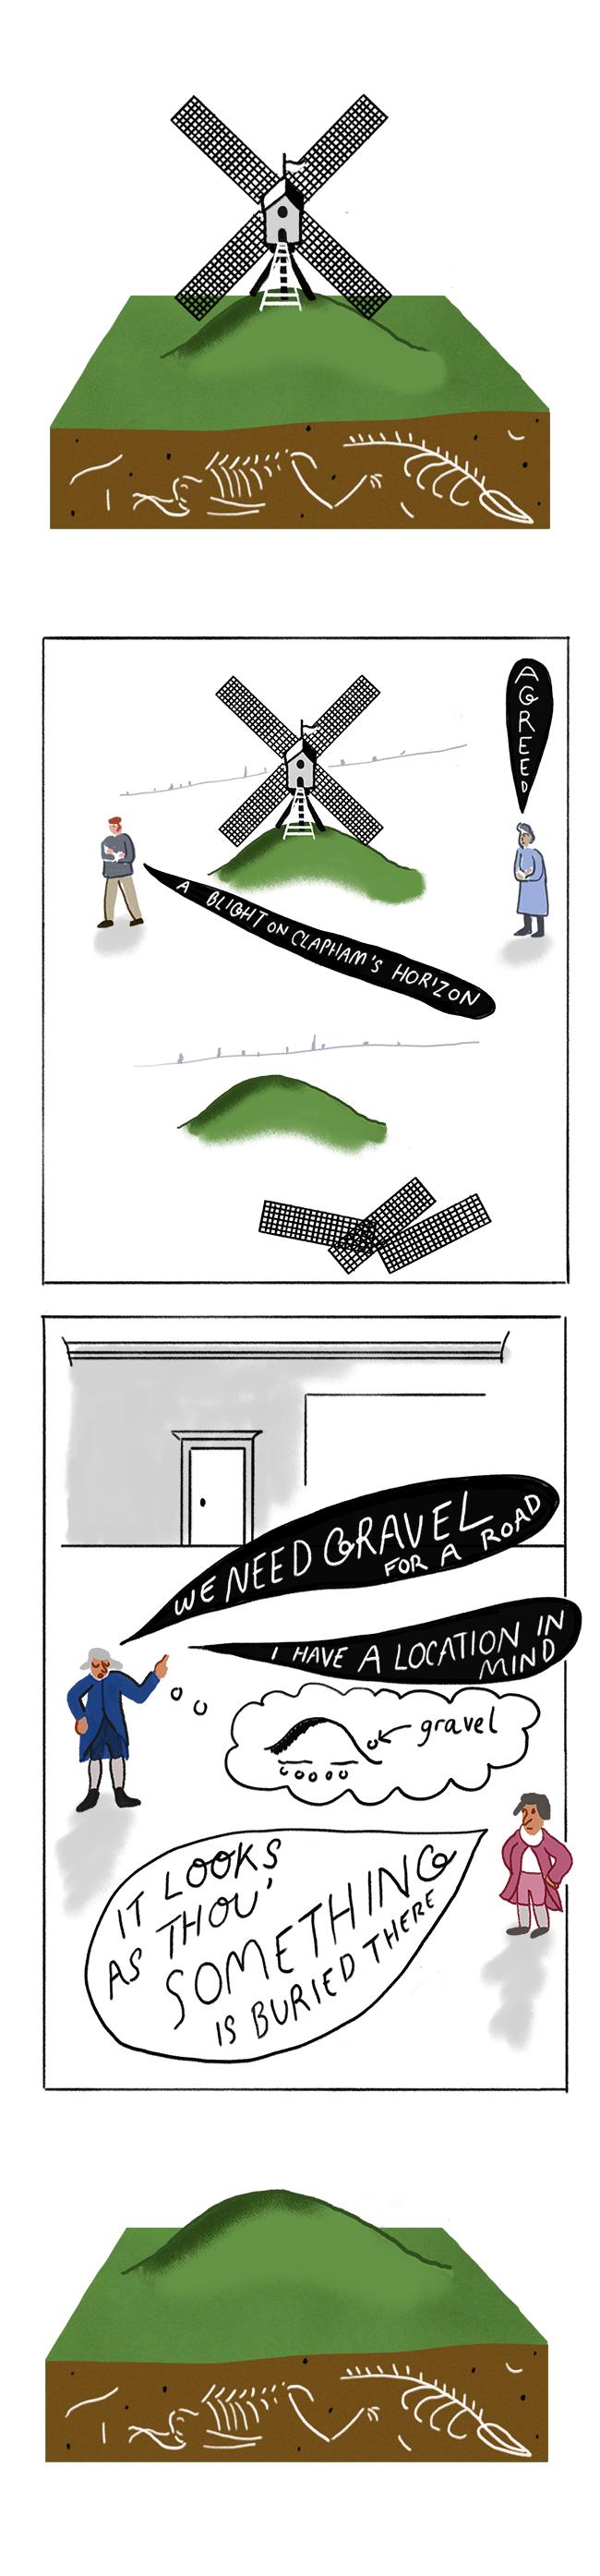 AGREED
A BLIGHT ON CLAPHAM'S HORIZON
WE NEED GRAVEL
FOR A ROAD
I HAVE A LOCATION IN
MIND
gravel
IT LOOKS
AS THOU'
SOMETHING
IS BURIED THERE